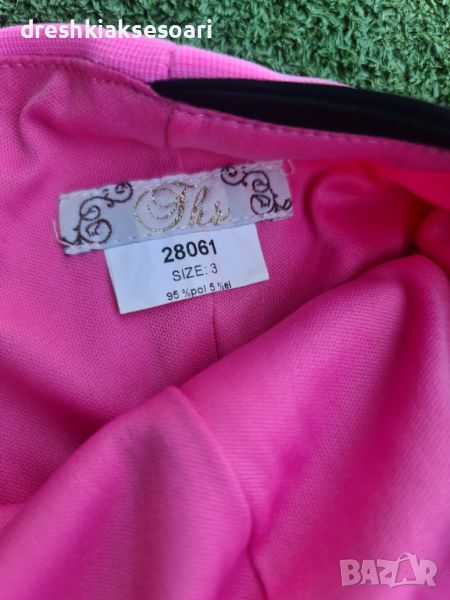 dreshkiaksesoari
Ths
28061
SIZE: 3
95 %pol 5 %el
BAZAR